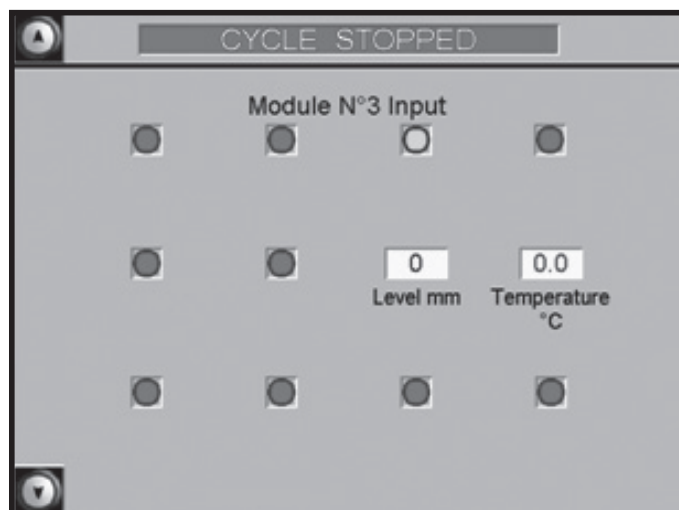 CYCLE STOPPED
Module N°3 Input
0 0.0
Level mm Temperature
°C